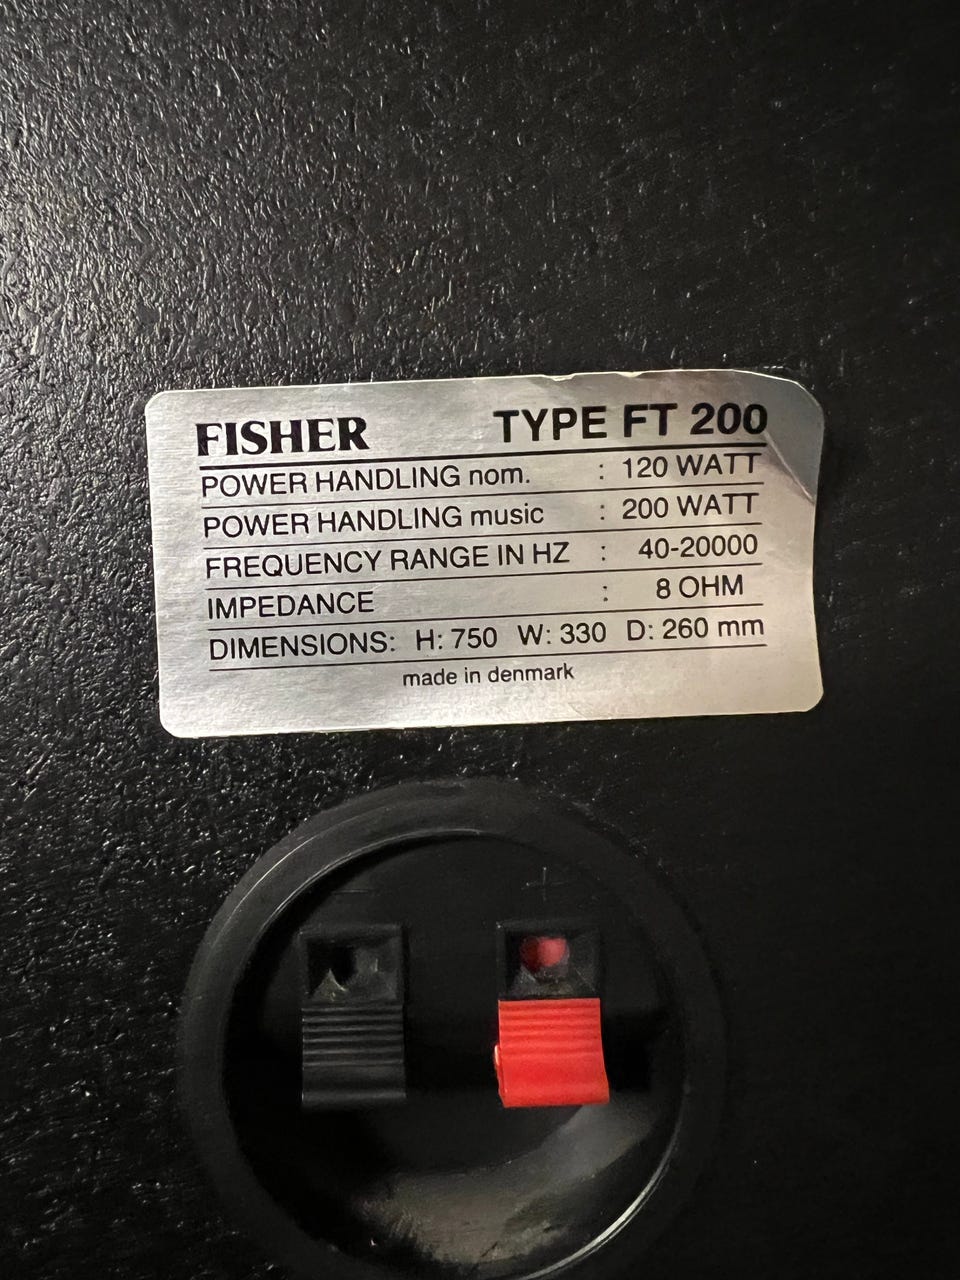 FISHER TYPE FT 200
POWER HANDLING nom. : 120 WATT
POWER HANDLING music : 200 WATT
FREQUENCY RANGE IN HZ : 40-20000
IMPEDANCE : 8 OHM
DIMENSIONS: H: 750 W: 330 D: 260 mm
made in denmark
- +